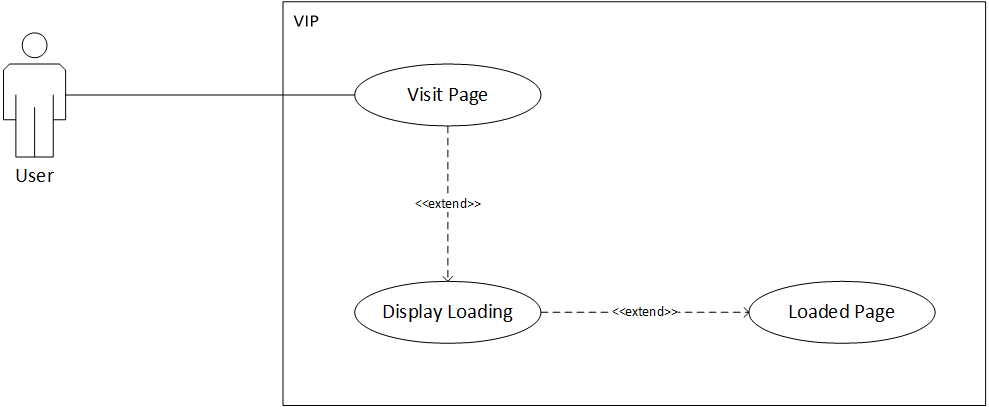 VIP
Visit Page
User
<<extend>>
Display Loading
<<extend>>
Loaded Page